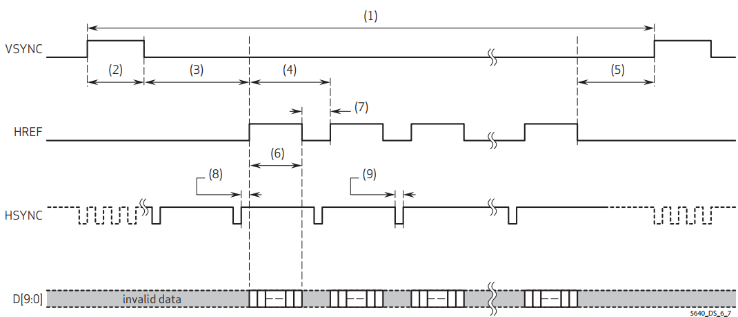 (1)
VSYNC
(2) (3) (4) (5)
(7)
HREF
(6)
(8) (9)
HSYNC
D[9:0] invalid data
5640_DS_6_7